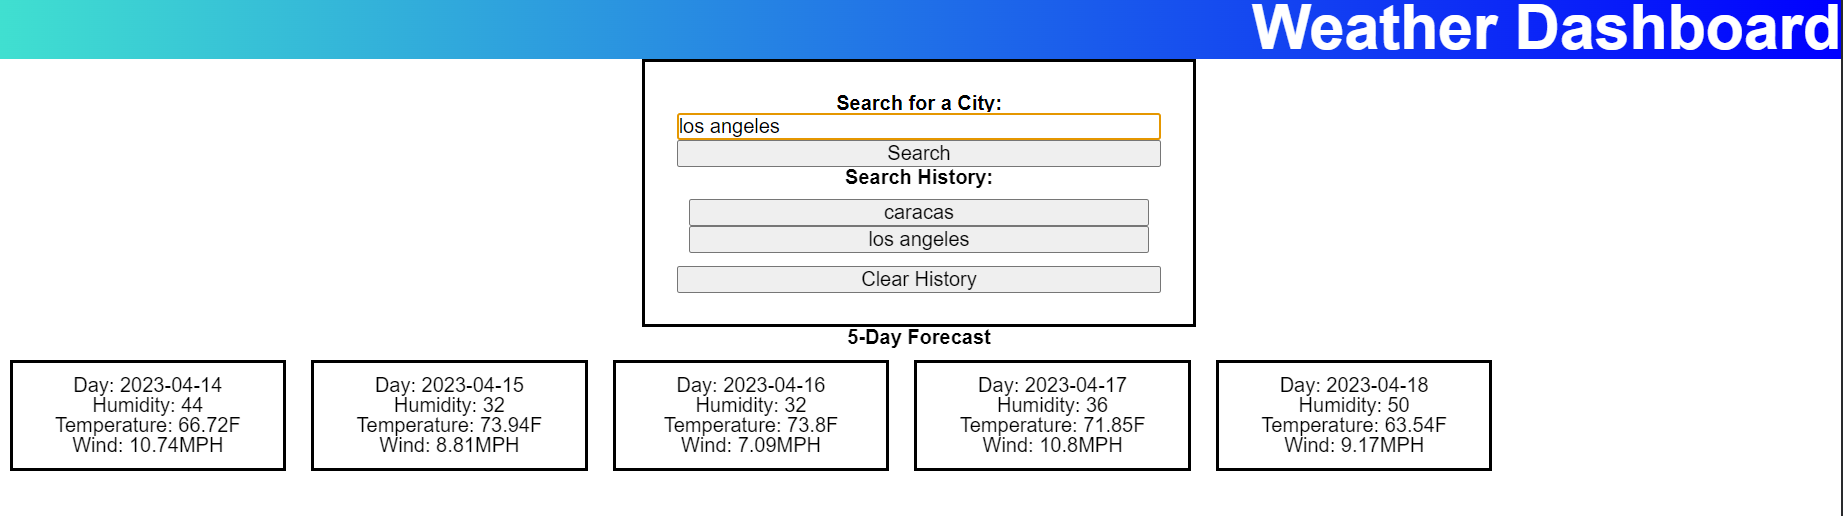 Weather Dashboard
Search for a City:
los angeles
Search
Search History:
caracas
los angeles
Clear History
5-Day Forecast
Day: 2023-04-14
Humidity: 44
Temperature: 66.72F
Wind: 10.74MPH
Day: 2023-04-15
Humidity: 32
Temperature: 73.94F
Wind: 8.81MPH
Day: 2023-04-16
Humidity: 32
Temperature: 73.8F
Wind: 7.09MPH
Day: 2023-04-17
Humidity: 36
Temperature: 71.85F
Wind: 10.8MPH
Day: 2023-04-18
Humidity: 50
Temperature: 63.54F
Wind: 9.17MPH